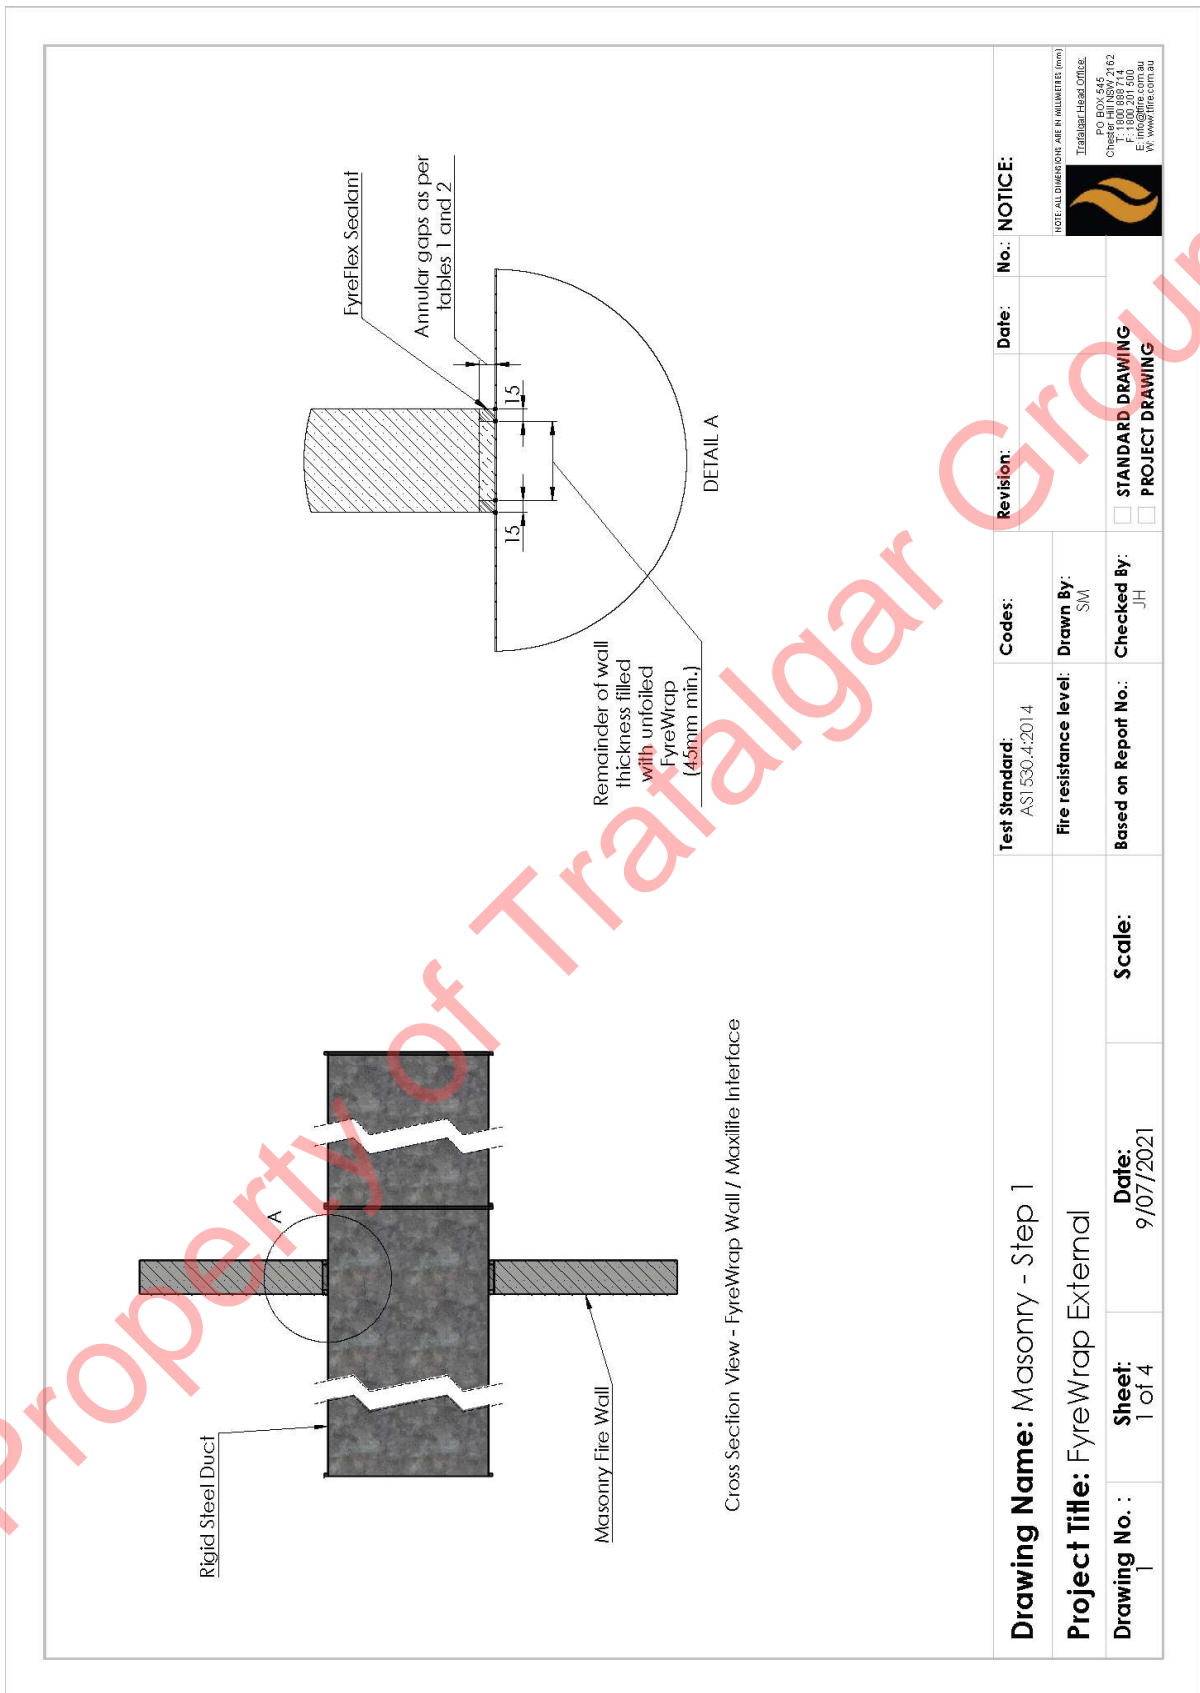 Rigid Steel Duct
A
Masonry Fire Wall
Cross Section View - FyreWrap Wall / Maxilite Interface
FyreFlex Sealant
Annular gaps as per
tables 1 and 2
15
15
Remainder of wall
thickness filled
with unfoiled
FyreWrap
(45mm min.)
DETAIL A
Property of Trafalgar Group
Drawing Name: Masonry - Step 1
Project Title: FyreWrap External
Drawing No. :
1
Sheet:
1 of 4
Date:
9/07/2021
Scale:
Test Standard:
AS1530.4:2014
Codes:
Fire resistance level:
Drawn By:
SM
Based on Report No.:
Checked By:
JH
Revision:
Date:
No.:
NOTICE:
STANDARD DRAWING
PROJECT DRAWING
NOTE: ALL DIMENSIONS ARE IN MILLIMETRES (mm)
Trafalgar Head Office:
PO BOX 545
Chester Hill NSW 2162
T: 1800 888 714
F: 1800 201 500
E: info@tfire.com.au
W: www.tfire.com.au